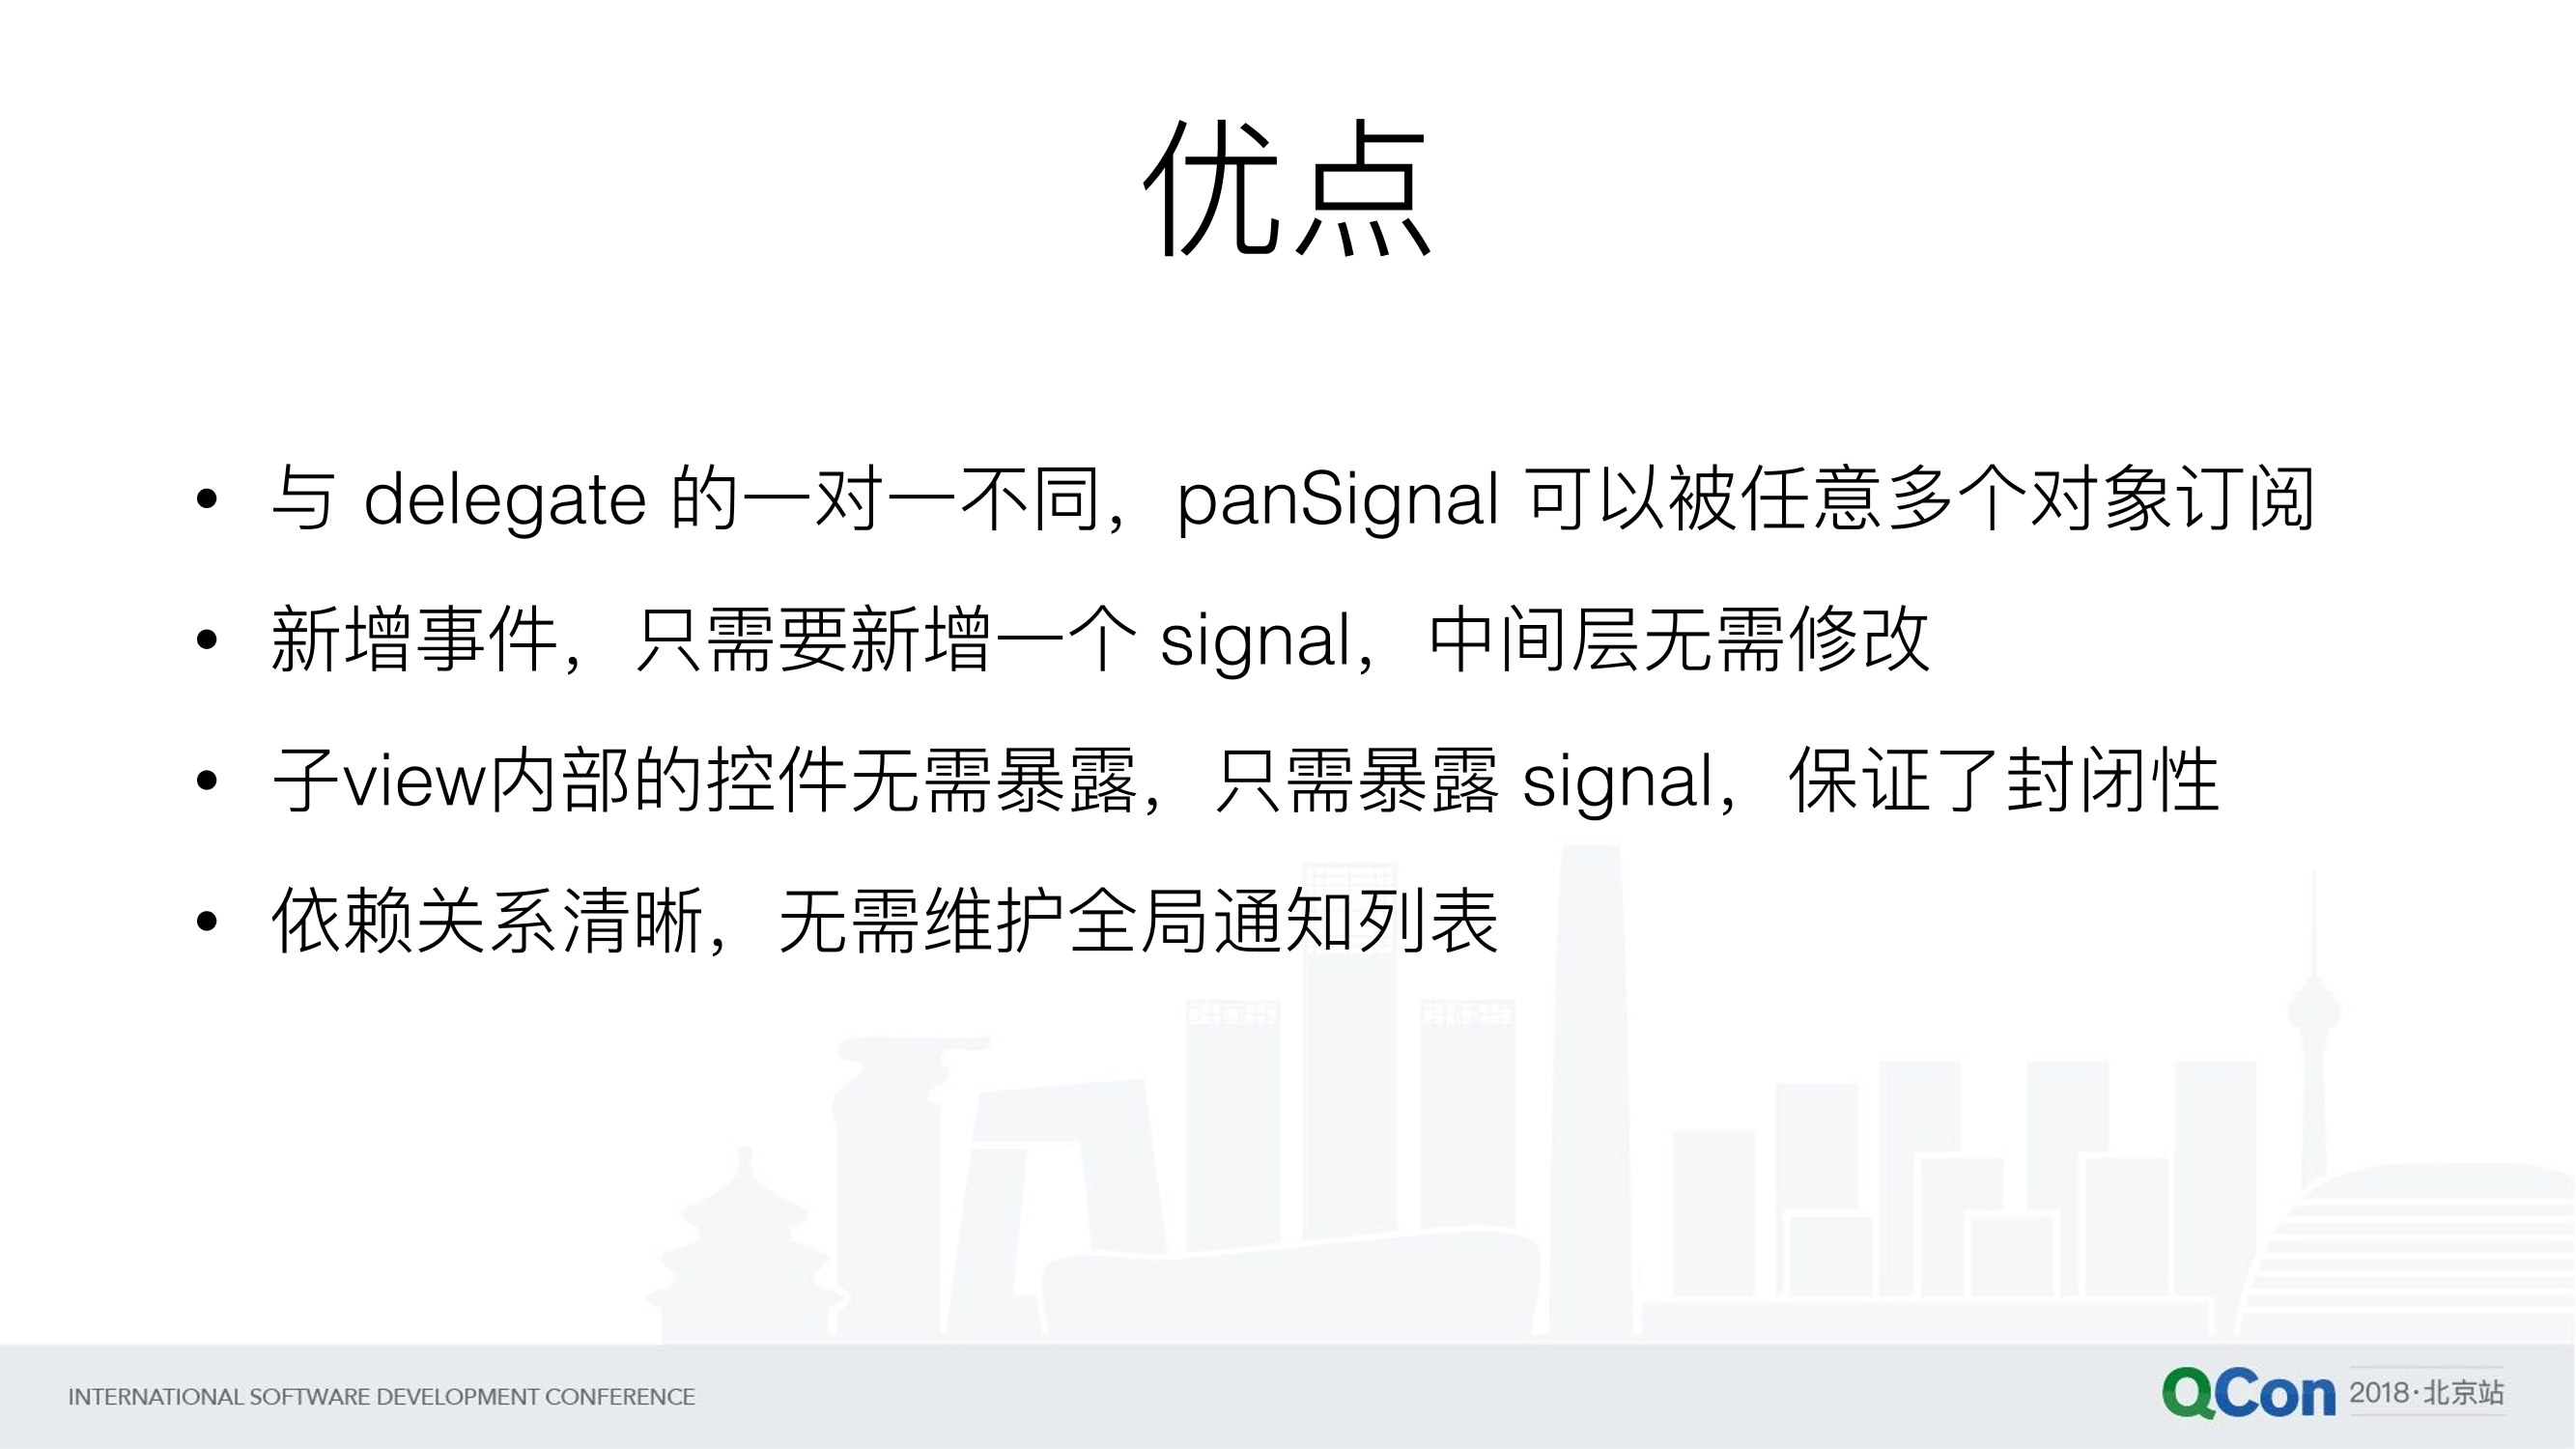 优点
• 与 delegate 的一对一不同，panSignal 可以被任意多个对象订阅
• 新增事件，只需要新增一个 signal，中间层无需修改
• 子view内部的控件无需暴露，只需暴露 signal，保证了封闭性
• 依赖关系清晰，无需维护全局通知列表
INTERNATIONAL SOFTWARE DEVELOPMENT CONFERENCE
QCon 2018·北京站